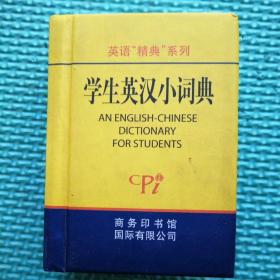 英语“精典”系列
学生英汉小词典
AN ENGLISH-CHINESE
DICTIONARY
FOR STUDENTS
CPi
商务印书馆
国际有限公司